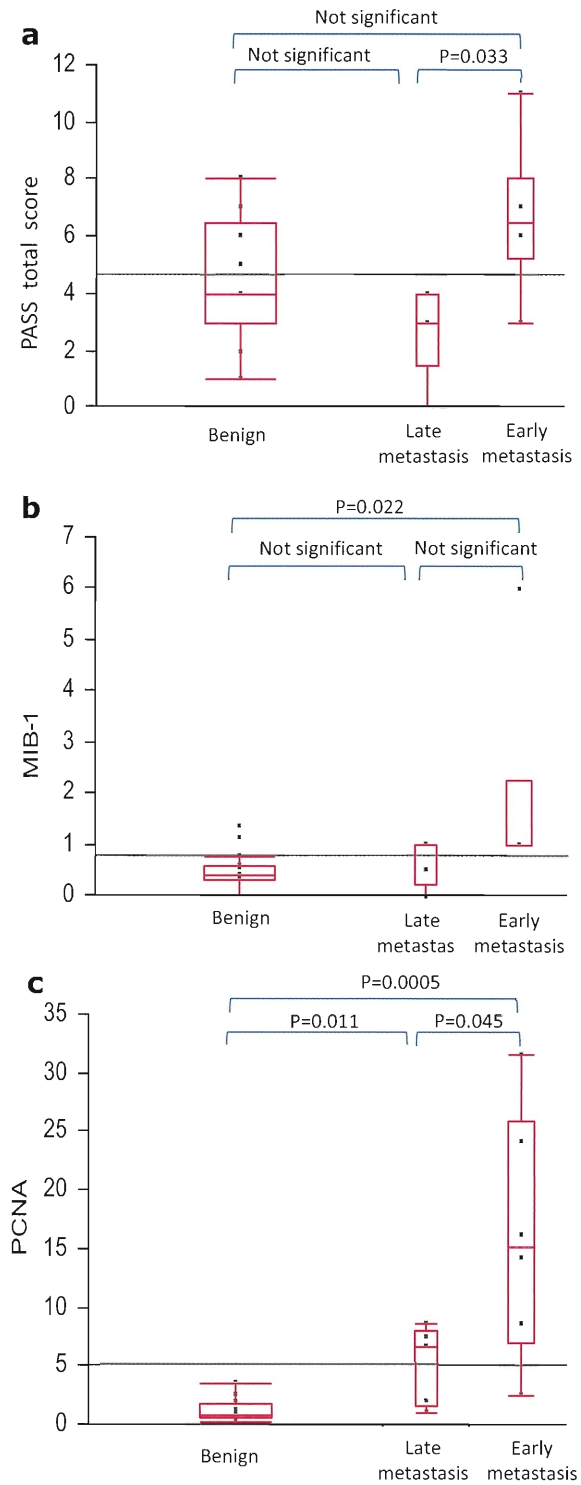 a
Not significant
Not significant
P=0.033
12
10
8
6
4
2
0
PASS total score
Benign
Late
metastasis
Early
metastasis
b
P=0.022
Not significant
Not significant
7
6
5
4
3
2
1
0
MIB-1
Benign
Late
metastas
Early
metastasis
c
P=0.0005
P=0.011
P=0.045
35
30
25
20
15
10
5
0
PCNA
Benign
Late
metastasis
Early
metastasis